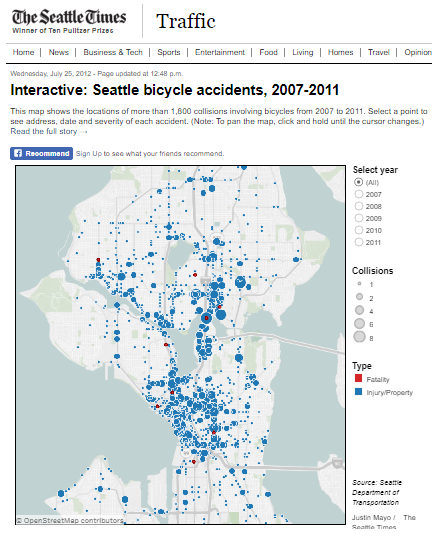 The Seattle Times
Winner of Ten Pulitzer Prizes
Traffic
Home | News | Business & Tech | Sports | Entertainment | Food | Living | Homes | Travel | Opinion
Wednesday, July 25, 2012 - Page updated at 12:48 p.m.
Interactive: Seattle bicycle accidents, 2007-2011
This map shows the locations of more than 1,800 collisions involving bicycles from 2007 to 2011. Select a point to
see address, date and severity of each accident. (Note: To pan the map, click and hold until the cursor changes.)
Read the full story →
Recommend Sign Up to see what your friends recommend.
Select year
(All)
2007
2008
2009
2010
2011
Collisions
1
2
4
6
8
Type
Fatality
Injury/Property
Source: Seattle
Department of
Transportation
Justin Mayo / The
Seattle Times
© OpenStreetMap contributors